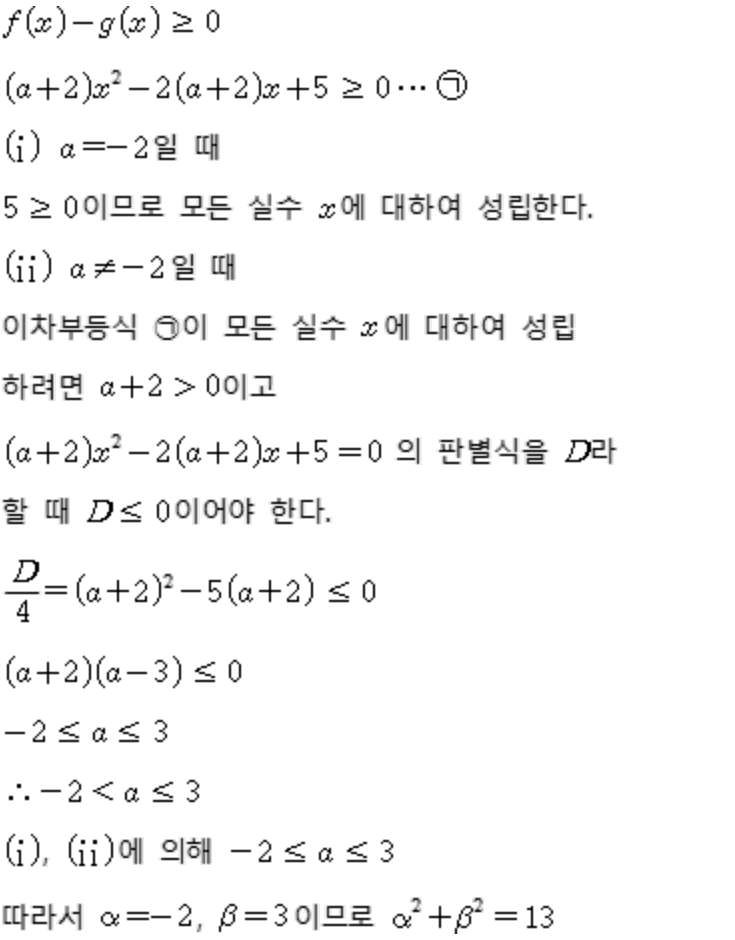 f(x)−g(x) ≥ 0
(a+2)x²−2(a+2)x+5 ≥ 0⋯ ㉠
(i) a=−2일 때
5 ≥ 0이므로 모든 실수 x에 대하여 성립한다.
(ii) a≠−2일 때
이차부등식 ㉠이 모든 실수 x에 대하여 성립
하려면 a+2 > 0이고
(a+2)x²−2(a+2)x+5=0 의 판별식을 D라
할 때 D ≤ 0이어야 한다.
D/4=(a+2)²−5(a+2) ≤ 0
(a+2)(a−3) ≤ 0
−2 ≤ a ≤ 3
∴−2 < a ≤ 3
(i), (ii)에 의해 −2 ≤ a ≤ 3
따라서 α=−2, β=3이므로 α²+β²=13